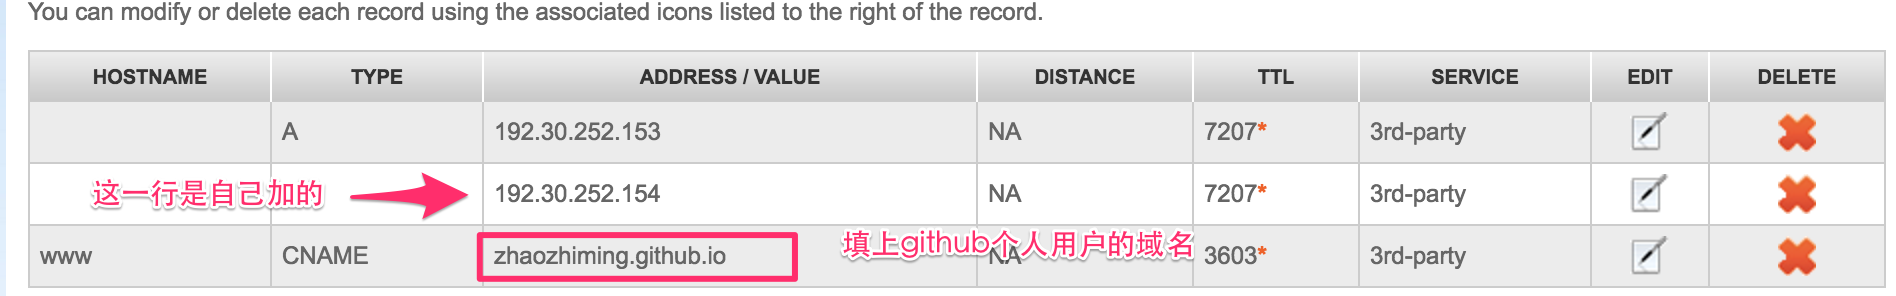 You can modify or delete each record using the associated icons listed to the right of the record.
HOSTNAME TYPE ADDRESS / VALUE DISTANCE TTL SERVICE EDIT DELETE
A 192.30.252.153 NA 7207* 3rd-party
这一行是自己加的 192.30.252.154 NA 7207* 3rd-party
www CNAME zhaozhiming.github.io 填上github个人用户的域名 NA 3603* 3rd-party